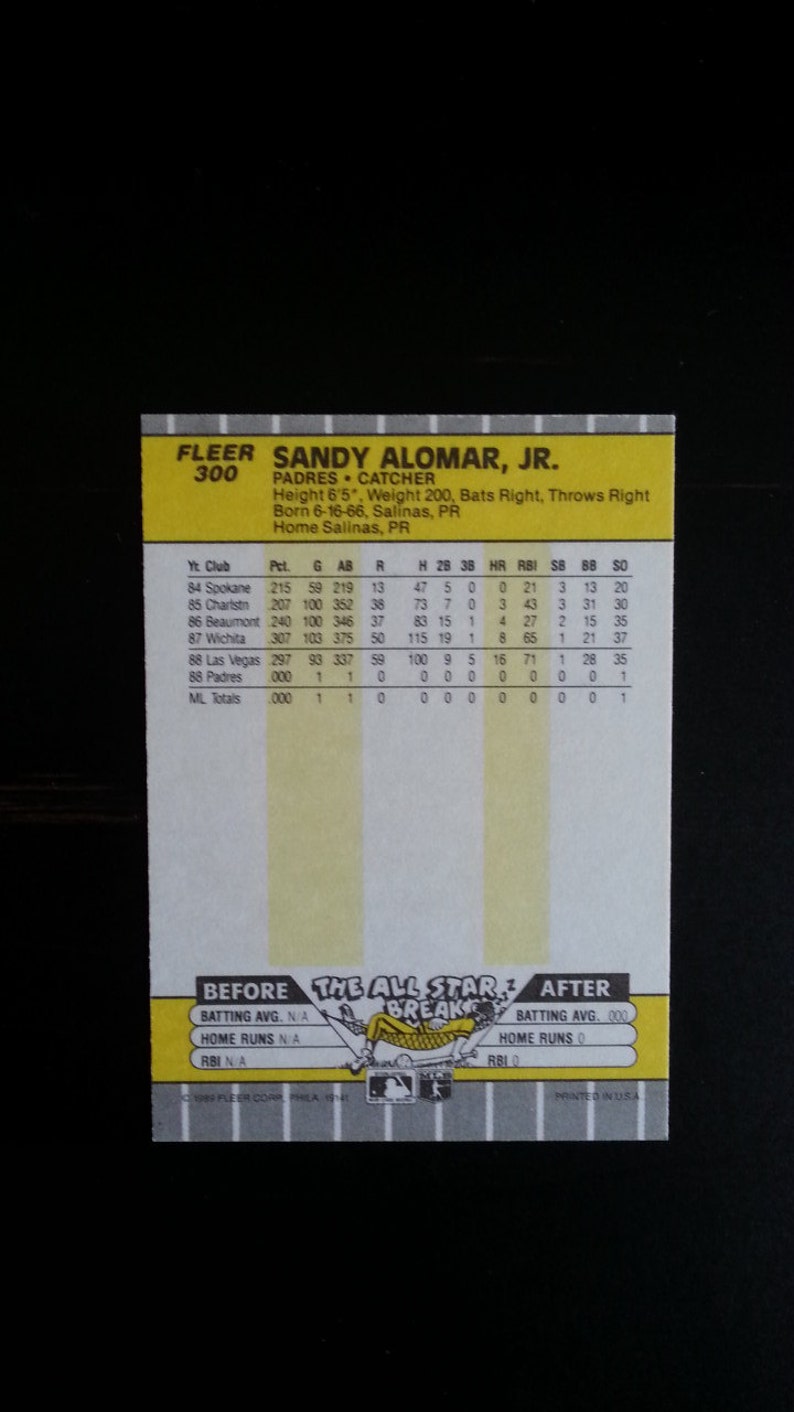 FLEER
300
SANDY ALOMAR, JR.
PADRES • CATCHER
Height 6'5", Weight 200, Bats Right, Throws Right
Born 6-16-66, Salinas, PR
Home Salinas, PR
Yr. Club Pct. G AB R H 2B 3B HR RBI SB BB SO
84 Spokane .215 59 219 13 47 5 0 0 21 3 13 20
85 Charlstn .207 100 352 38 73 7 0 3 43 3 31 30
86 Beaumont .240 100 346 37 83 15 1 4 27 2 15 35
87 Wichita .307 103 375 50 115 19 1 8 65 1 21 37
88 Las Vegas .297 93 337 59 100 9 5 16 71 1 28 35
88 Padres .000 1 1 0 0 0 0 0 0 0 0 1
ML Totals .000 1 1 0 0 0 0 0 0 0 0 1
BEFORE THE ALL STAR BREAK AFTER
BATTING AVG. N/A BATTING AVG. .000
HOME RUNS N/A HOME RUNS 0
RBI N/A RBI 0
MLB
© 1989 FLEER CORP., PHILA. 19141 PRINTED IN U.S.A.